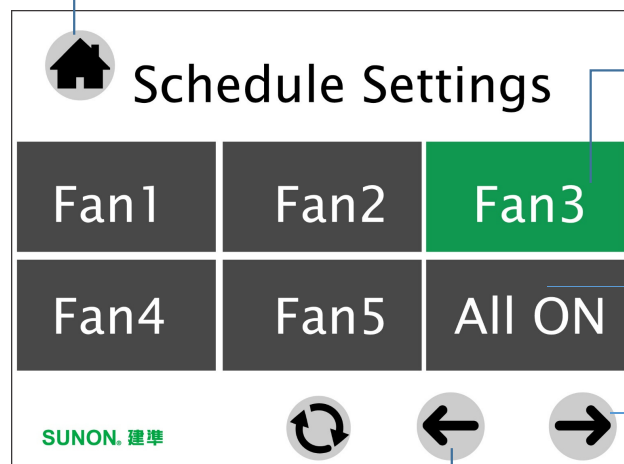 Schedule Settings
Fan1 Fan2 Fan3
Fan4 Fan5 All ON
SUNON® 建準